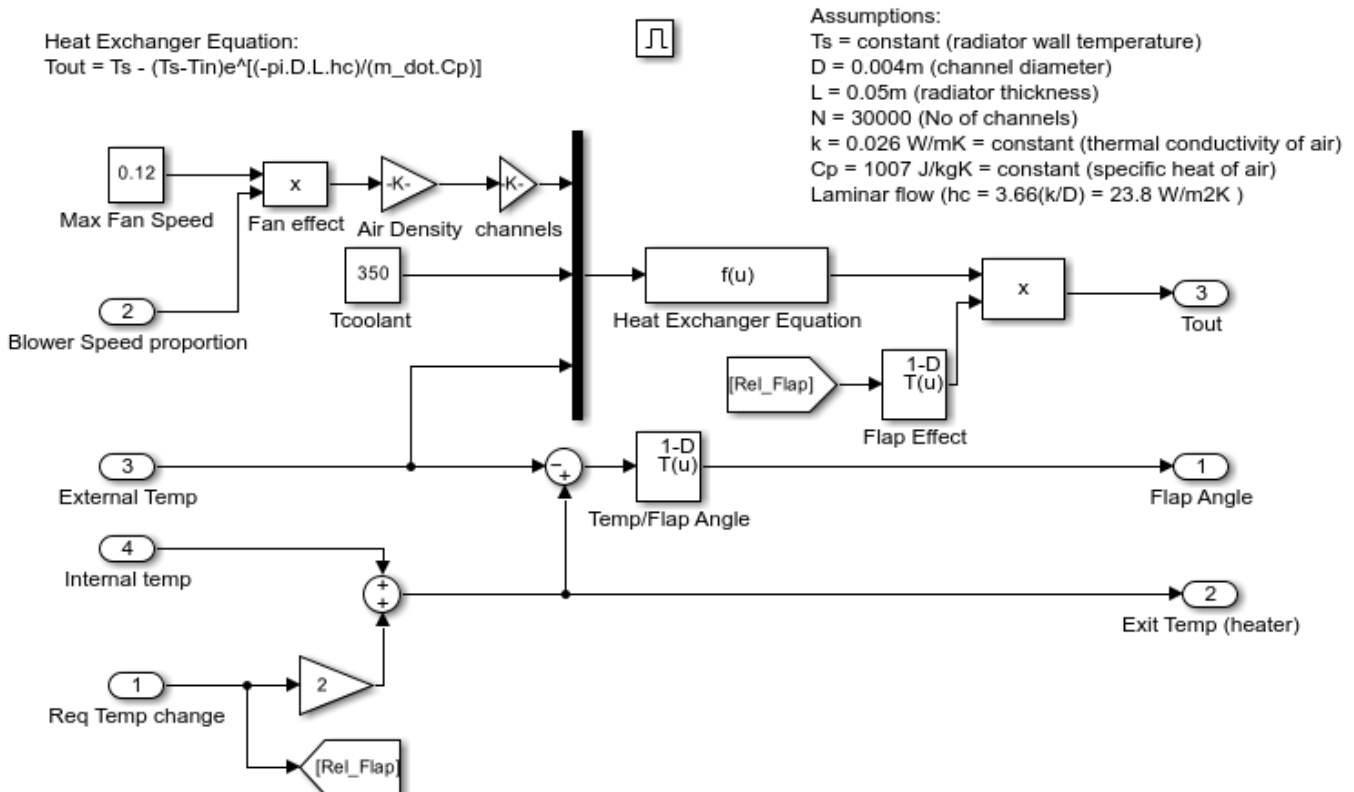 Heat Exchanger Equation:
Tout = Ts - (Ts-Tin)e^[(-pi.D.L.hc)/(m_dot.Cp)]
Assumptions:
Ts = constant (radiator wall temperature)
D = 0.004m (channel diameter)
L = 0.05m (radiator thickness)
N = 30000 (No of channels)
k = 0.026 W/mK = constant (thermal conductivity of air)
Cp = 1007 J/kgK = constant (specific heat of air)
Laminar flow (hc = 3.66(k/D) = 23.8 W/m2K )
0.12
Max Fan Speed
x
Fan effect
-K-
Air Density
-K-
channels
2
Blower Speed proportion
350
Tcoolant
f(u)
Heat Exchanger Equation
x
3
Tout
[Rel_Flap]
1-D
T(u)
Flap Effect
3
External Temp
−
+
1-D
T(u)
Temp/Flap Angle
1
Flap Angle
4
Internal temp
+
+
2
Exit Temp (heater)
1
Req Temp change
2
[Rel_Flap]